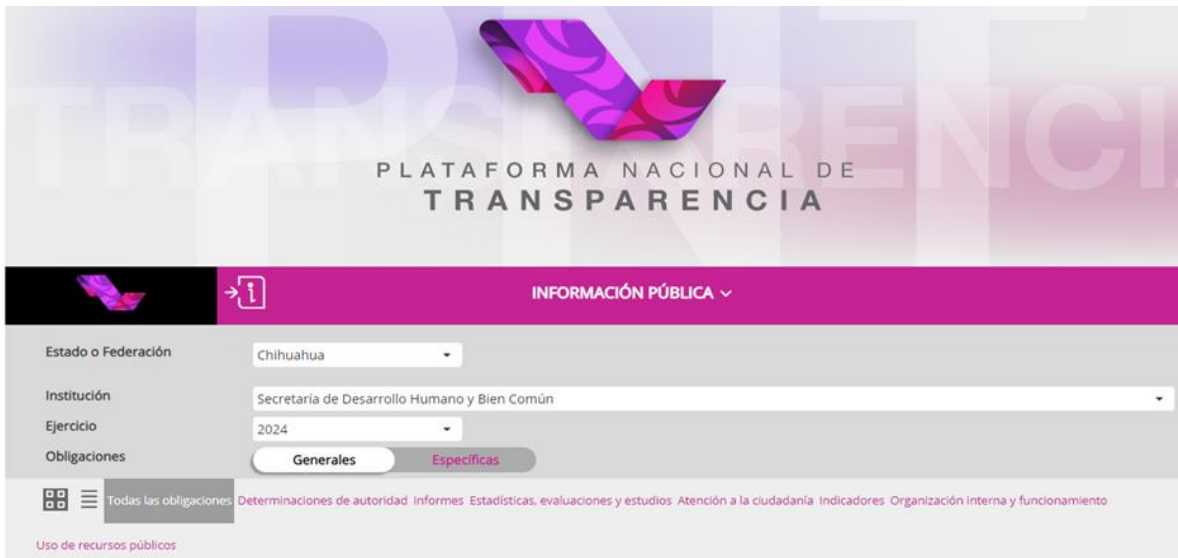 PNT
TRANSPARENCIA
PLATAFORMA NACIONAL DE
TRANSPARENCIA
INFORMACIÓN PÚBLICA
Estado o Federación
Chihuahua
Institución
Secretaría de Desarrollo Humano y Bien Común
Ejercicio
2024
Obligaciones
Generales Específicas
Todas las obligaciones Determinaciones de autoridad Informes Estadísticas, evaluaciones y estudios Atención a la ciudadanía Indicadores Organización interna y funcionamiento
Uso de recursos públicos